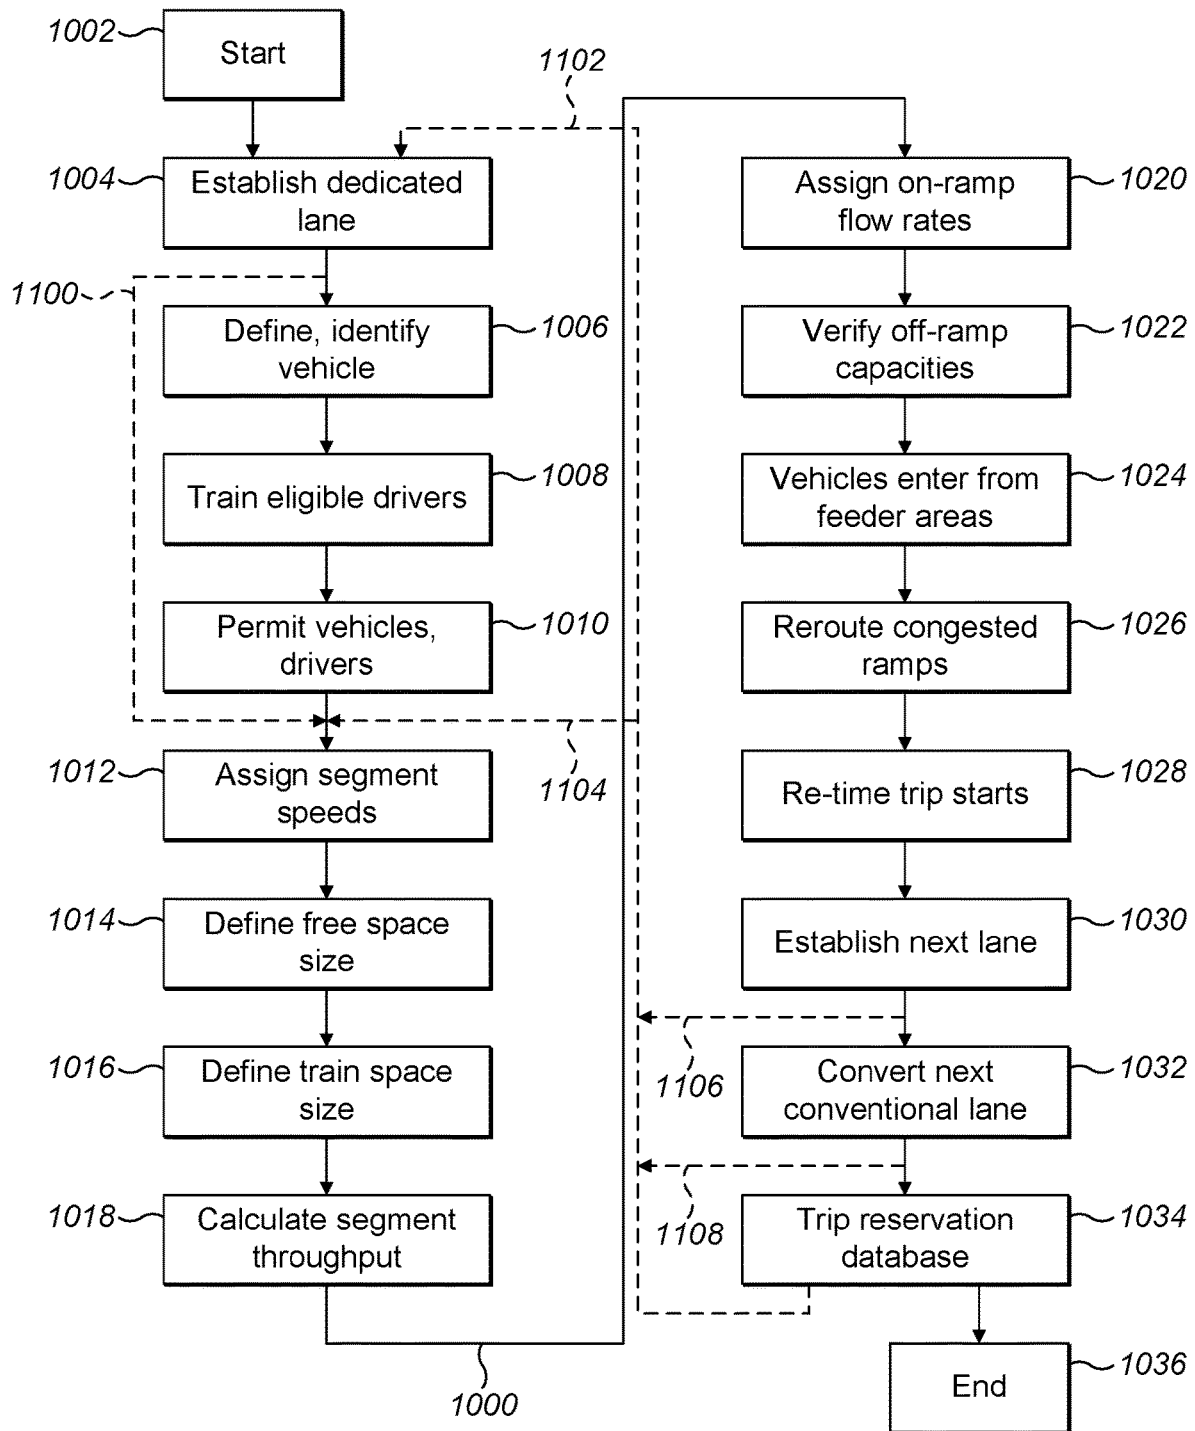 1002
Start
1102
1004
Establish dedicated
lane
1100
Define, identify
vehicle
1006
Train eligible drivers
1008
Permit vehicles,
drivers
1010
1012
Assign segment
speeds
1104
1014
Define free space
size
1016
Define train space
size
1018
Calculate segment
throughput
1000
Assign on-ramp
flow rates
1020
Verify off-ramp
capacities
1022
Vehicles enter from
feeder areas
1024
Reroute congested
ramps
1026
Re-time trip starts
1028
Establish next lane
1030
1106
Convert next
conventional lane
1032
1108
Trip reservation
database
1034
End
1036